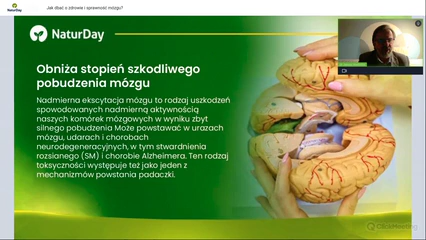 NaturDay
Jak dbać o zdrowie i sprawność mózgu?
NaturDay
Obniża stopień szkodliwego
pobudzenia mózgu
Nadmierna ekscytacja mózgu to rodzaj uszkodzeń
spowodowanych nadmierną aktywnością
naszych komórek mózgowych w wyniku zbyt
silnego pobudzenia Może powstawać w urazach
mózgu, udarach i chorobach
neurodegeneracyjnych, w tym stwardnienia
rozsianego (SM) i chorobie Alzheimera. Ten rodzaj
toksyczności występuje też jako jeden z
mechanizmów powstania padaczki.
ClickMeeting